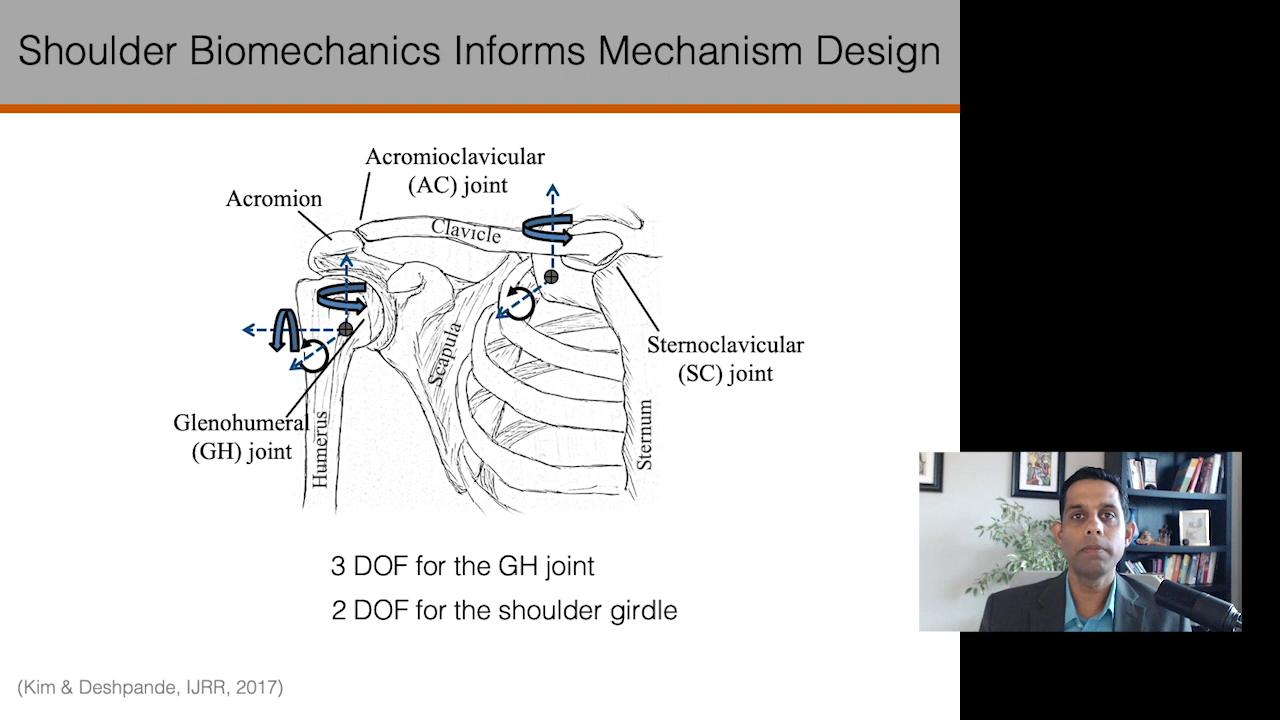 Shoulder Biomechanics Informs Mechanism Design
Acromioclavicular
(AC) joint
Acromion
Clavicle
Scapula
Sternoclavicular
(SC) joint
Glenohumeral
(GH) joint
Humerus
Sternum
3 DOF for the GH joint
2 DOF for the shoulder girdle
(Kim & Deshpande, IJRR, 2017)